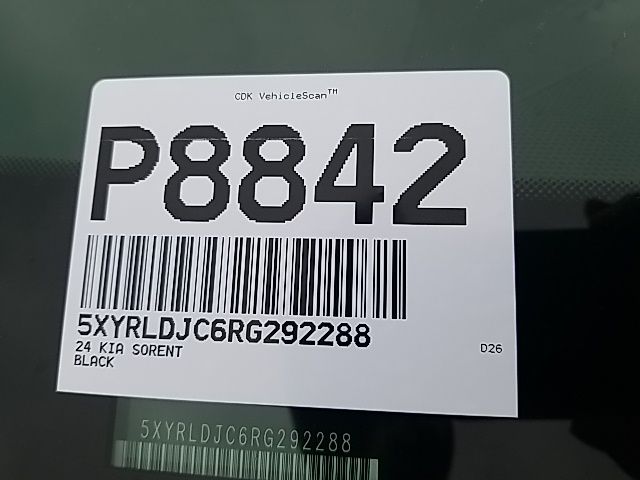 CDK VehicleScan™
P8842
5XYRLDJC6RG292288
24 KIA SORENT
BLACK
D26
5XYRLDJC6RG292288